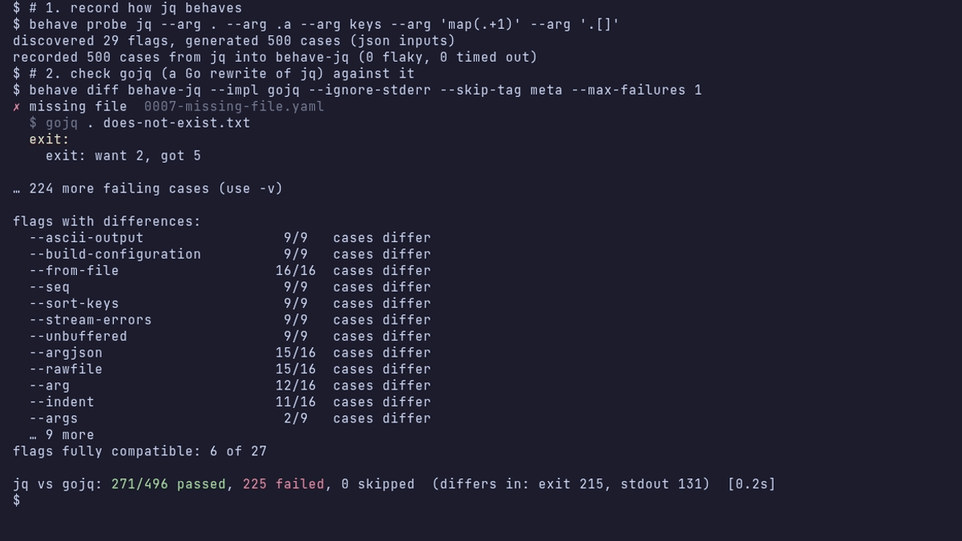 $ # 1. record how jq behaves
$ behave probe jq --arg . --arg .a --arg keys --arg 'map(.+1)' --arg '.[]'
discovered 29 flags, generated 500 cases (json inputs)
recorded 500 cases from jq into behave-jq (0 flaky, 0 timed out)
$ # 2. check gojq (a Go rewrite of jq) against it
$ behave diff behave-jq --impl gojq --ignore-stderr --skip-tag meta --max-failures 1
✗ missing file  0007-missing-file.yaml
  $ gojq . does-not-exist.txt
  exit:
    exit: want 2, got 5
… 224 more failing cases (use -v)
flags with differences:
  --ascii-output                 9/9   cases differ
  --build-configuration          9/9   cases differ
  --from-file                   16/16  cases differ
  --seq                          9/9   cases differ
  --sort-keys                    9/9   cases differ
  --stream-errors                9/9   cases differ
  --unbuffered                   9/9   cases differ
  --argjson                     15/16  cases differ
  --rawfile                     15/16  cases differ
  --arg                         12/16  cases differ
  --indent                      11/16  cases differ
  --args                         2/9   cases differ
  … 9 more
flags fully compatible: 6 of 27
jq vs gojq: 271/496 passed, 225 failed, 0 skipped  (differs in: exit 215, stdout 131)  [0.2s]
$